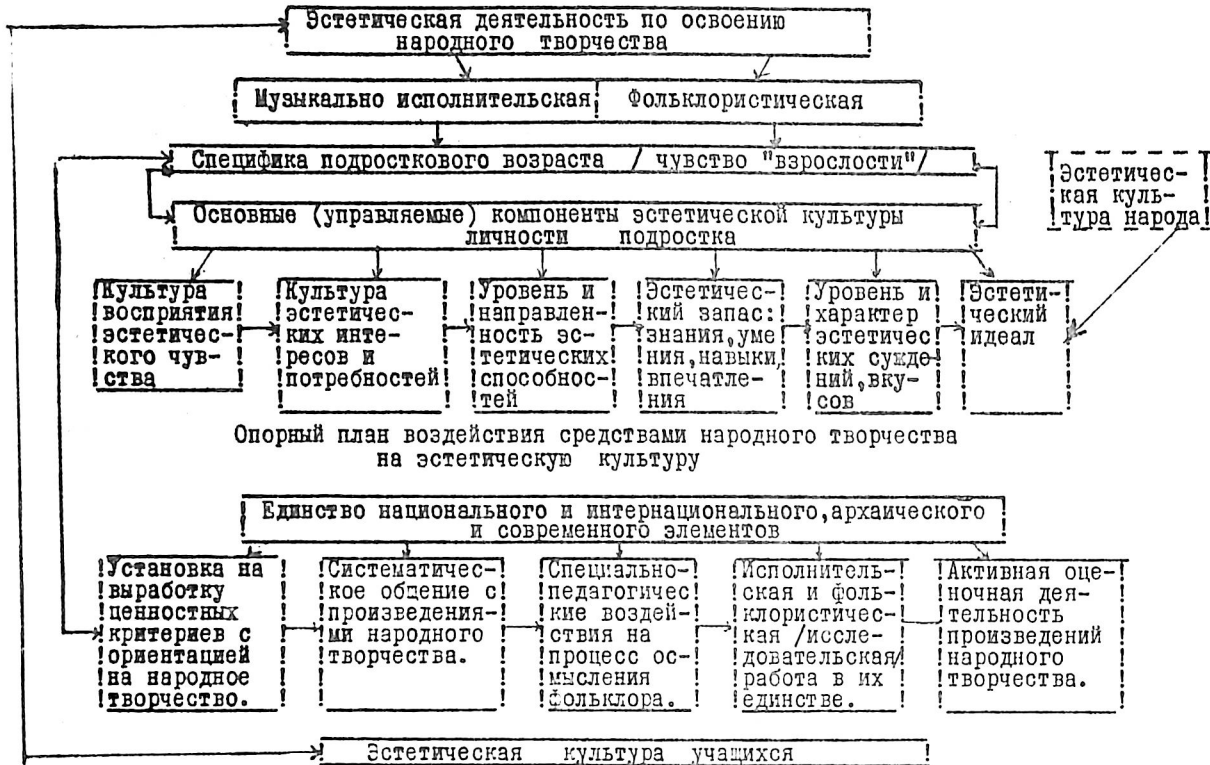 Эстетическая деятельность по освоению
народного творчества
Музыкально исполнительская
Фольклористическая
Специфика подросткового возраста / чувство "взрослости"/
Основные (управляемые) компоненты эстетической культуры
личности подростка
Эстетичес-
кая куль-
тура народа
Культура
восприятия
эстетичес-
кого чув-
ства
Культура
эстетичес-
ких инте-
ресов и
потребностей
Уровень и
направлен-
ность эс-
тетических
способнос-
тей
Эстетичес-
кий запас:
знания,уме
ния,навыки,
впечатле-
ния
Уровень и
характер
эстетичес
ких сужде-
ний,вку-
сов
Эстети-
ческий
идеал
Опорный план воздействия средствами народного творчества
на эстетическую культуру
Единство национального и интернационального,архаического
и современного элементов
Установка на
выработку
ценностных
критериев с
ориентацией
на народное
творчество.
Систематичес-
кое общение с
произведения-
ми народного
творчества.
Специально-
педагогичес
кие воздей-
ствия на
процесс ос-
мысления
фольклора.
Исполнитель-
ская и фоль-
клористичес-
кая /иссле-
довательская/
работа в их
единстве.
Активная оце-
ночная дея-
тельность
произведений
народного
творчества.
Эстетическая культура учащихся